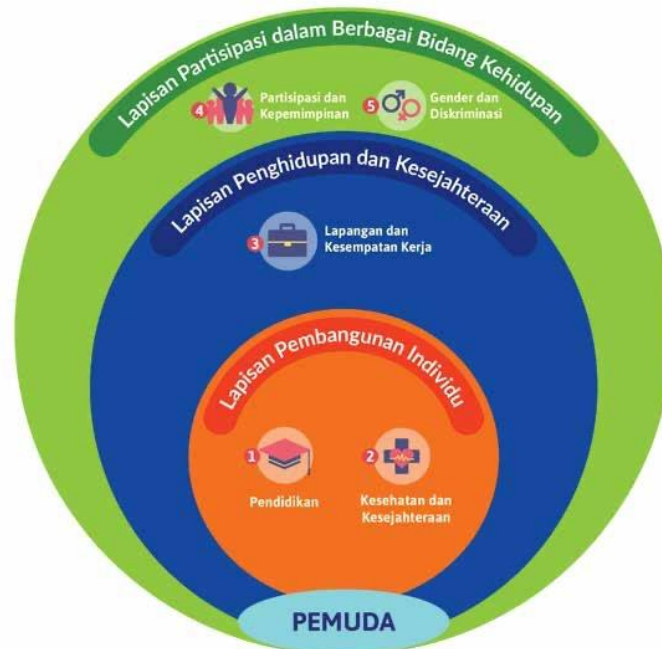 Lapisan Partisipasi dalam Berbagai Bidang Kehidupan
4
Partisipasi dan
Kepemimpinan
5
Gender dan
Diskriminasi
Lapisan Penghidupan dan Kesejahteraan
3
Lapangan dan
Kesempatan Kerja
Lapisan Pembangunan Individu
1
Pendidikan
2
Kesehatan dan
Kesejahteraan
PEMUDA